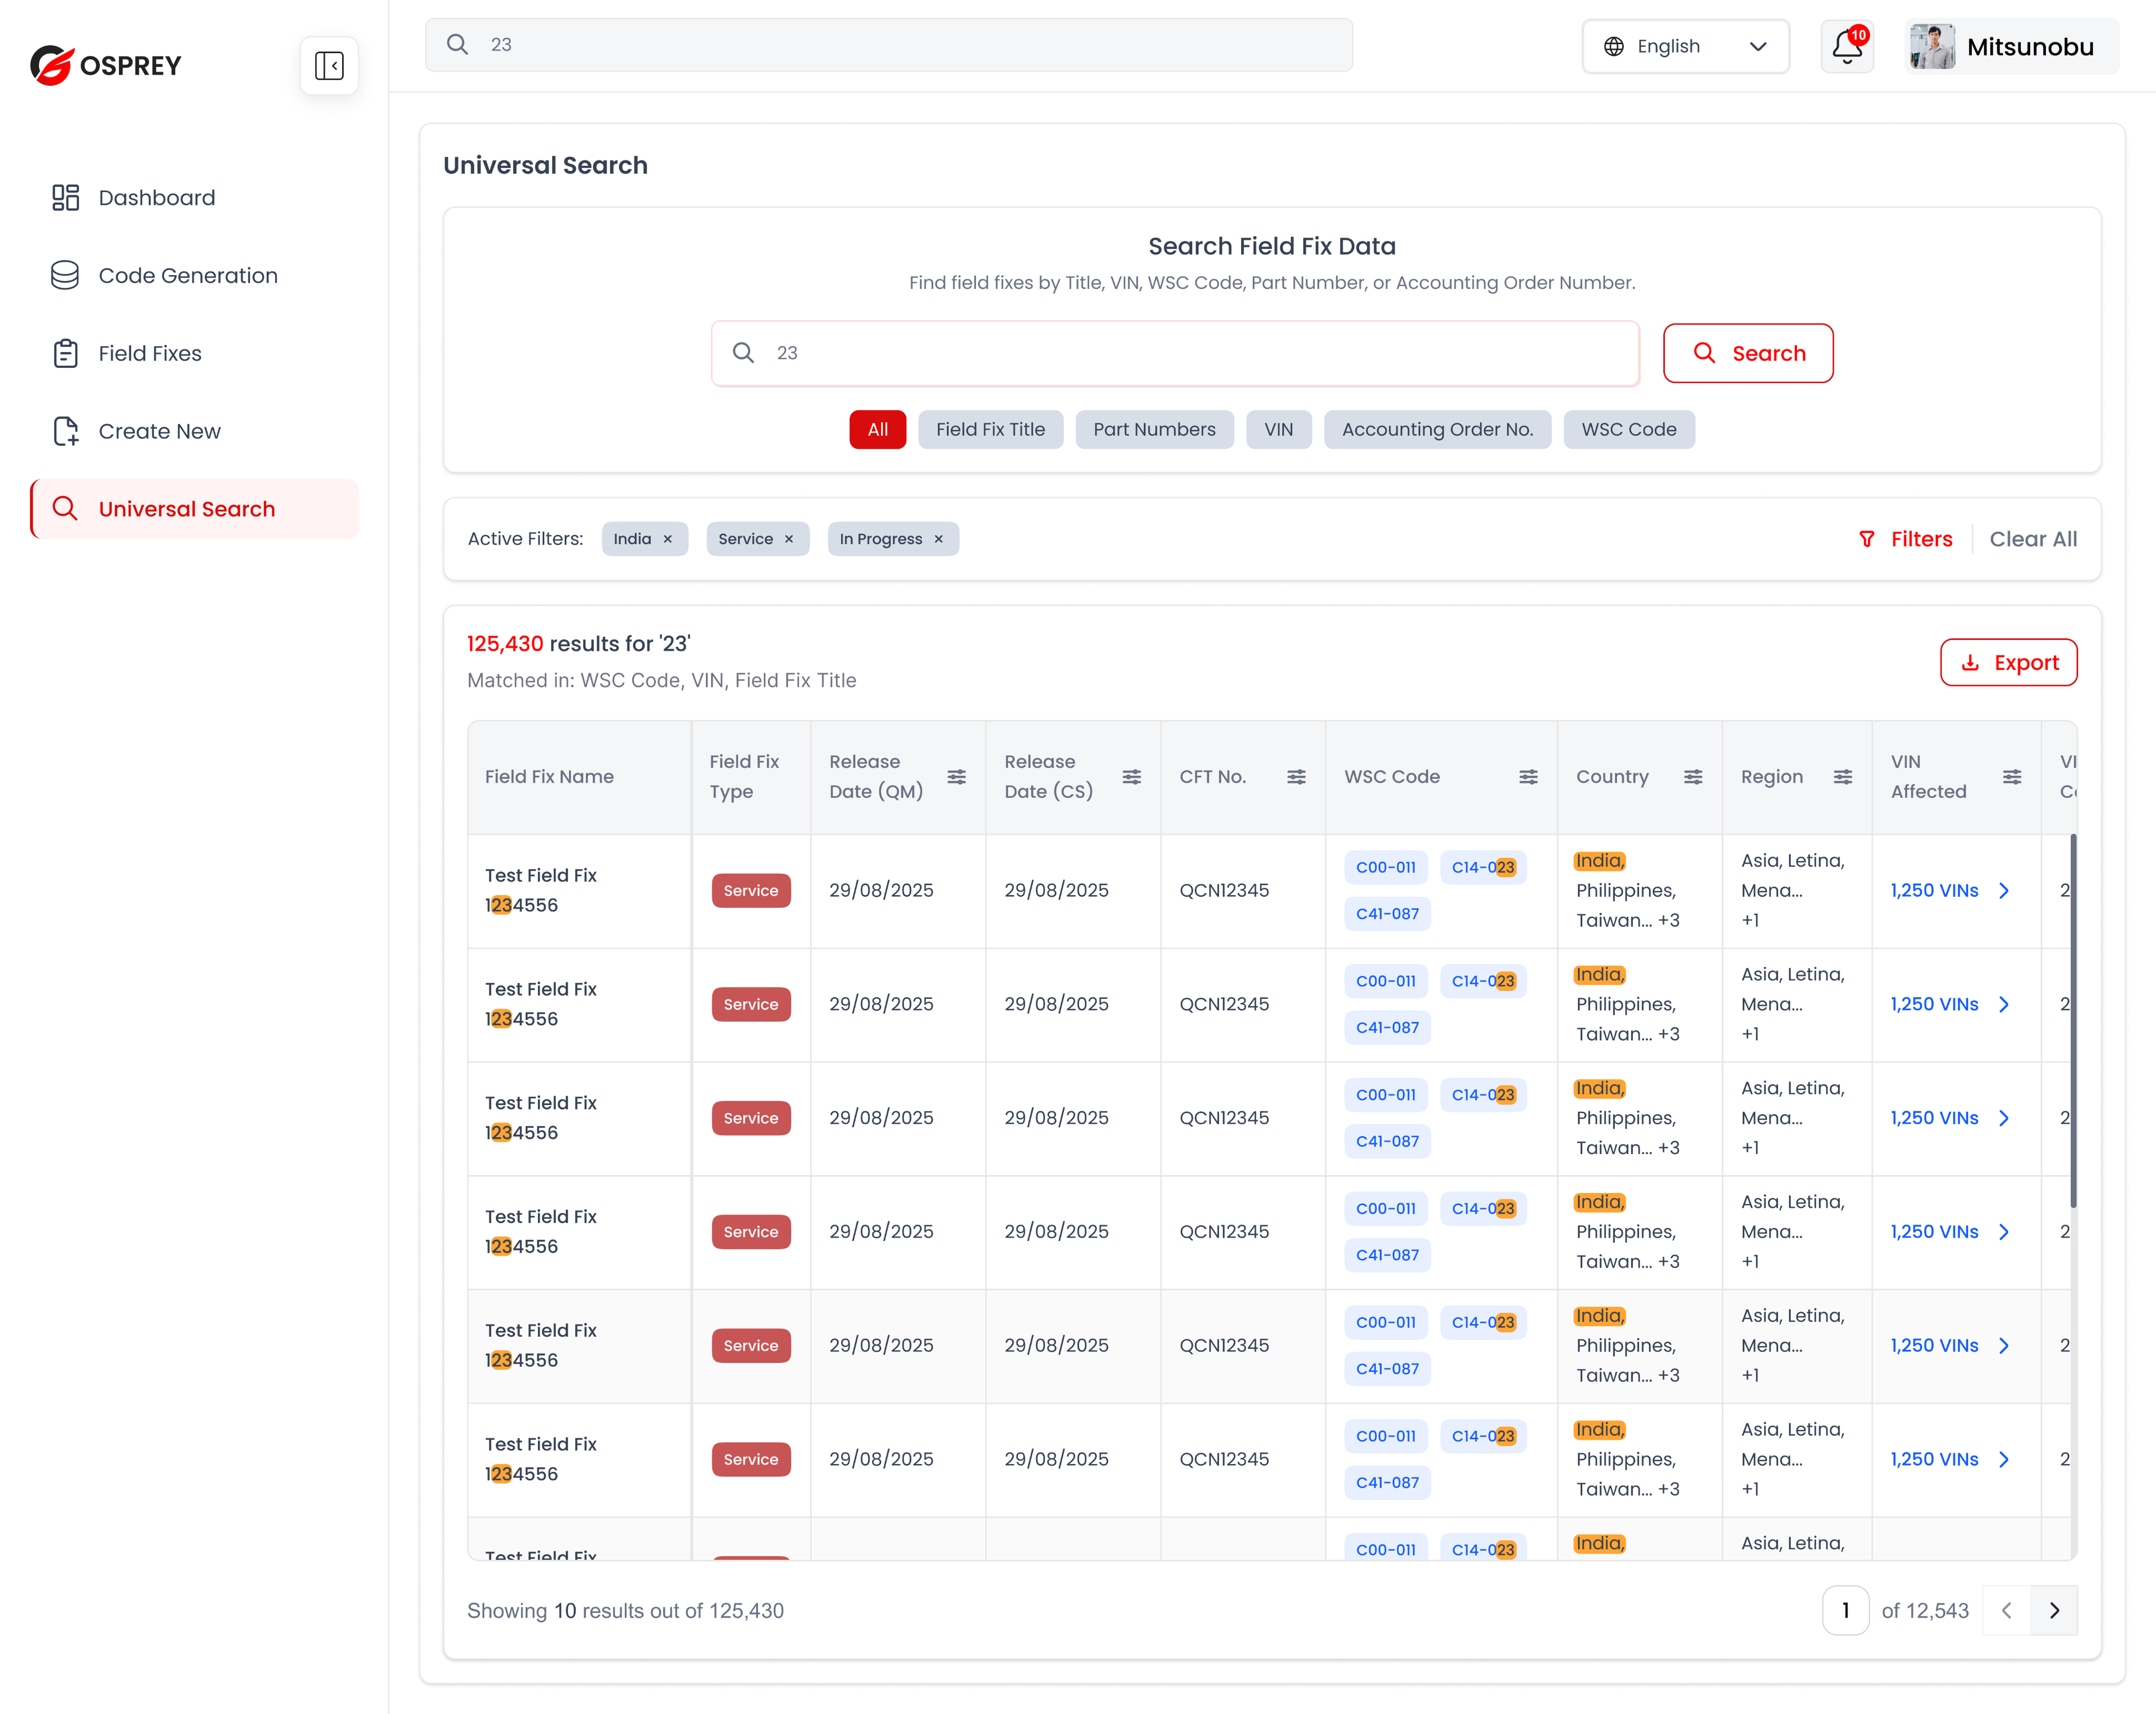 OSPREY
23
English
10
Mitsunobu
Dashboard
Code Generation
Field Fixes
Create New
Universal Search
Universal Search
Search Field Fix Data
Find field fixes by Title, VIN, WSC Code, Part Number, or Accounting Order Number.
23
Search
All Field Fix Title Part Numbers VIN Accounting Order No. WSC Code
Active Filters: India × Service × In Progress ×
Filters
Clear All
125,430 results for '23'
Matched in: WSC Code, VIN, Field Fix Title
Export
Field Fix Name
Field Fix
Type
Release
Date (QM)
Release
Date (CS)
CFT No.
WSC Code
Country
Region
VIN
Affected
Test Field Fix
1234556
Service
29/08/2025
29/08/2025
QCN12345
C00-011 C14-023
C41-087
India,
Philippines,
Taiwan... +3
Asia, Letina,
Mena...
+1
1,250 VINs
2
Test Field Fix
1234556
Service
29/08/2025
29/08/2025
QCN12345
C00-011 C14-023
C41-087
India,
Philippines,
Taiwan... +3
Asia, Letina,
Mena...
+1
1,250 VINs
2
Test Field Fix
1234556
Service
29/08/2025
29/08/2025
QCN12345
C00-011 C14-023
C41-087
India,
Philippines,
Taiwan... +3
Asia, Letina,
Mena...
+1
1,250 VINs
2
Test Field Fix
1234556
Service
29/08/2025
29/08/2025
QCN12345
C00-011 C14-023
C41-087
India,
Philippines,
Taiwan... +3
Asia, Letina,
Mena...
+1
1,250 VINs
2
Test Field Fix
1234556
Service
29/08/2025
29/08/2025
QCN12345
C00-011 C14-023
C41-087
India,
Philippines,
Taiwan... +3
Asia, Letina,
Mena...
+1
1,250 VINs
2
Test Field Fix
1234556
Service
29/08/2025
29/08/2025
QCN12345
C00-011 C14-023
C41-087
India,
Philippines,
Taiwan... +3
Asia, Letina,
Mena...
+1
1,250 VINs
2
Test Field Fix
C00-011 C14-023
India,
Asia, Letina,
Showing 10 results out of 125,430
1 of 12,543